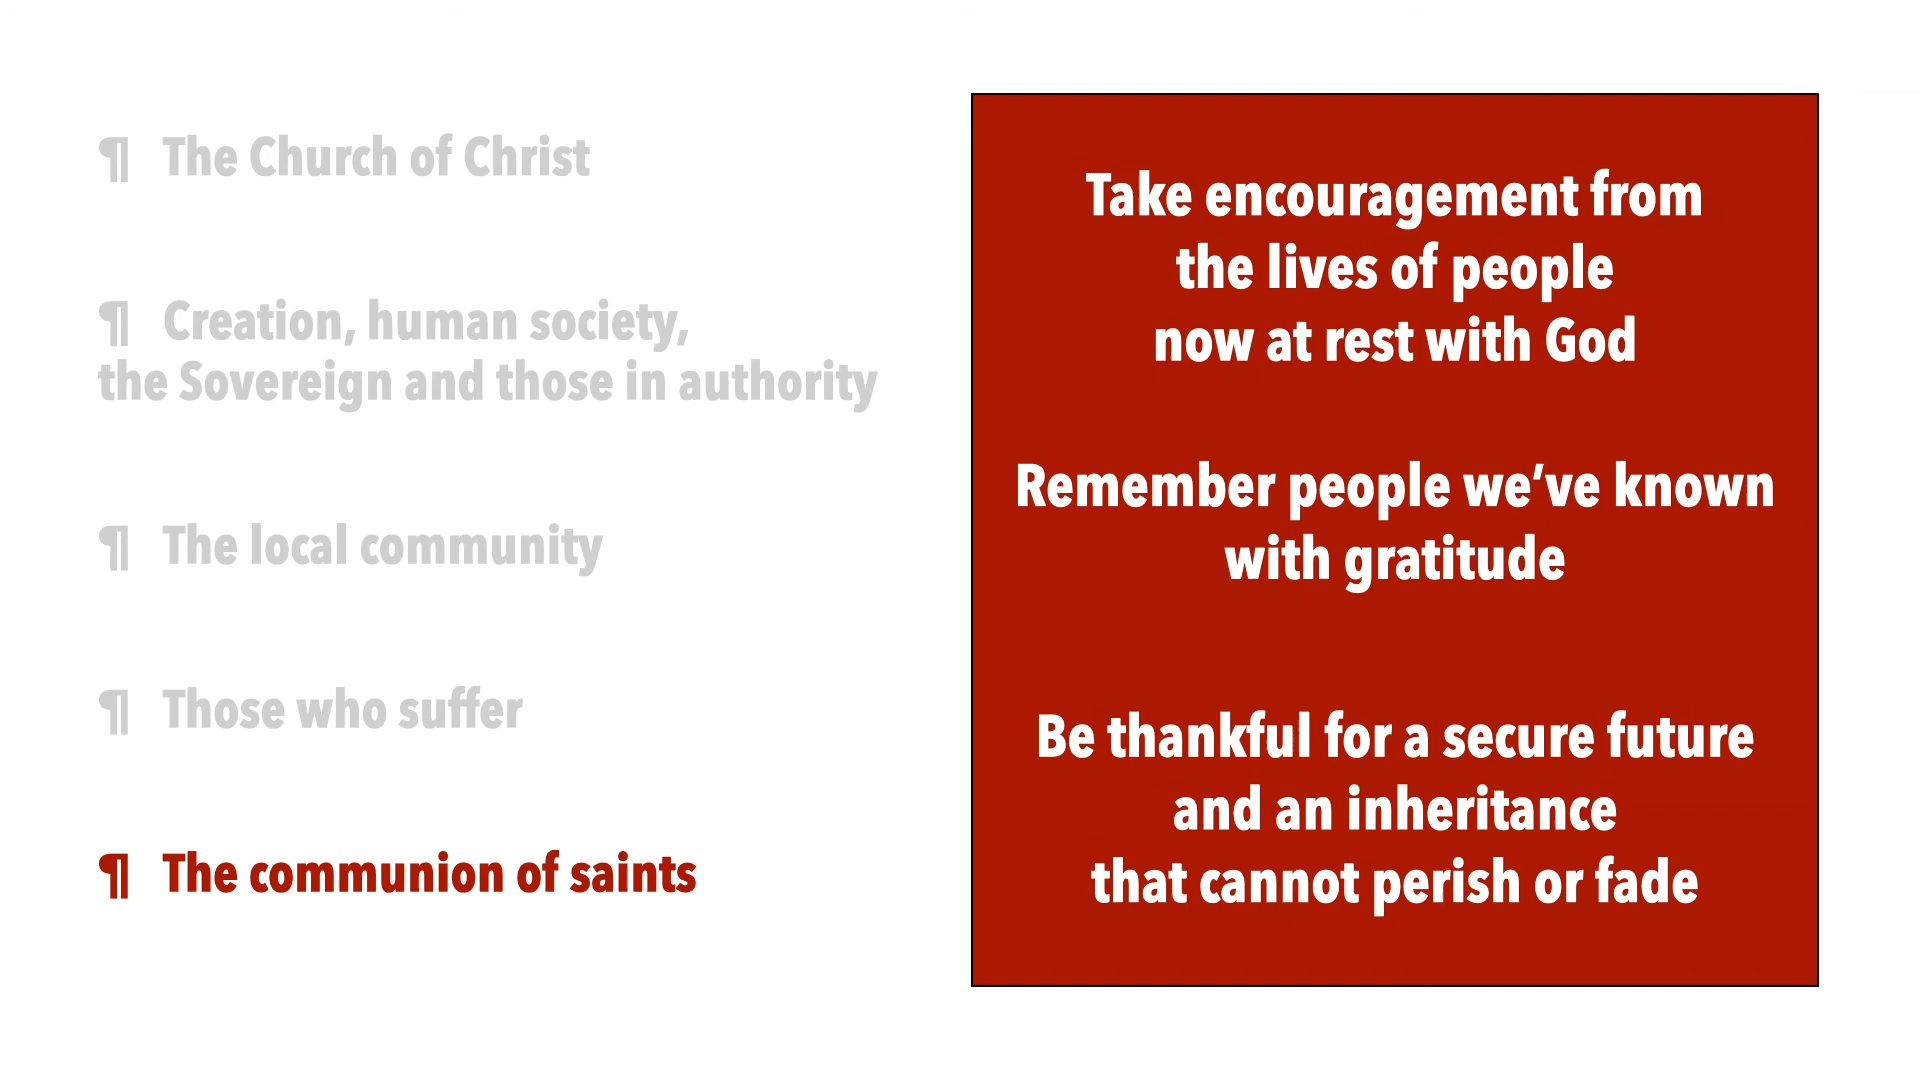 ¶ The Church of Christ
¶ Creation, human society,
the Sovereign and those in authority
¶ The local community
¶ Those who suffer
¶ The communion of saints
Take encouragement from
the lives of people
now at rest with God
Remember people we‘ve known
with gratitude
Be thankful for a secure future
and an inheritance
that cannot perish or fade